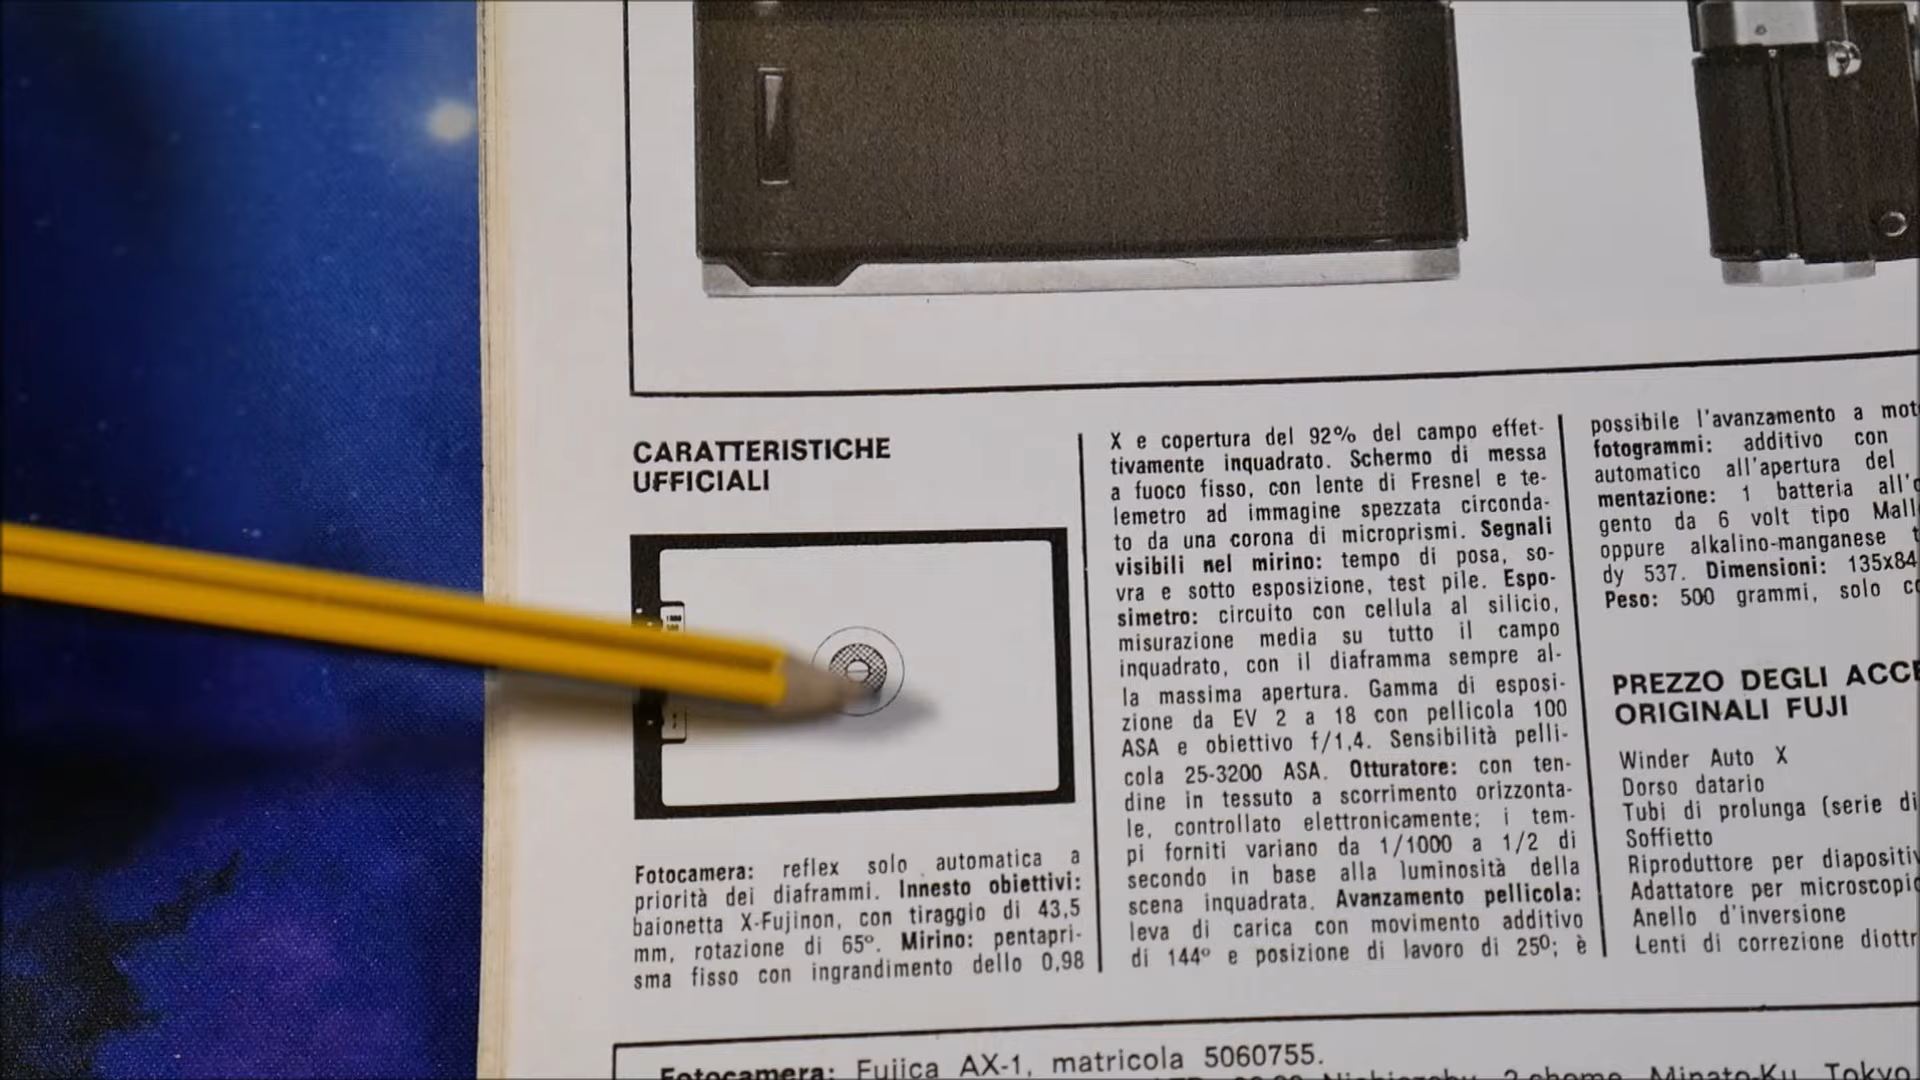 CARATTERISTICHE
UFFICIALI
Fotocamera: reflex solo automatica a
priorità dei diaframmi. Innesto obiettivi:
baionetta X-Fujinon, con tiraggio di 43,5
mm, rotazione di 65º. Mirino: pentapri-
sma fisso con ingrandimento dello 0,98
X e copertura del 92% del campo effet-
tivamente inquadrato. Schermo di messa
a fuoco fisso, con lente di Fresnel e te-
lemetro ad immagine spezzata circonda-
to da una corona di microprismi. Segnali
visibili nel mirino: tempo di posa, so-
vra e sotto esposizione, test pile. Espo-
simetro: circuito con cellula al silicio,
misurazione media su tutto il campo
inquadrato, con il diaframma sempre al-
la massima apertura. Gamma di esposi-
zione da EV 2 a 18 con pellicola 100
ASA e obiettivo f/1,4. Sensibilità pelli-
cola 25-3200 ASA. Otturatore: con ten-
dine in tessuto a scorrimento orizzonta-
le, controllato elettronicamente; i tem-
pi forniti variano da 1/1000 a 1/2 di
secondo in base alla luminosità della
scena inquadrata. Avanzamento pellicola:
leva di carica con movimento additivo
di 144º e posizione di lavoro di 25º; è
possibile l'avanzamento a mot
fotogrammi: additivo con
automatico all'apertura del
mentazione: 1 batteria all'
gento da 6 volt tipo Mall
oppure alkalino-manganese
dy 537. Dimensioni: 135x84
Peso: 500 grammi, solo
PREZZO DEGLI ACCE
ORIGINALI FUJI
Winder Auto X
Dorso datario
Tubi di prolunga (serie di
Soffietto
Riproduttore per diapositiv
Adattatore per microscopi
Anello d'inversione
Lenti di correzione diottr
Fotocamera: Fujica AX-1, matricola 5060755.
2-chome, Minato-Ku, Tokyo